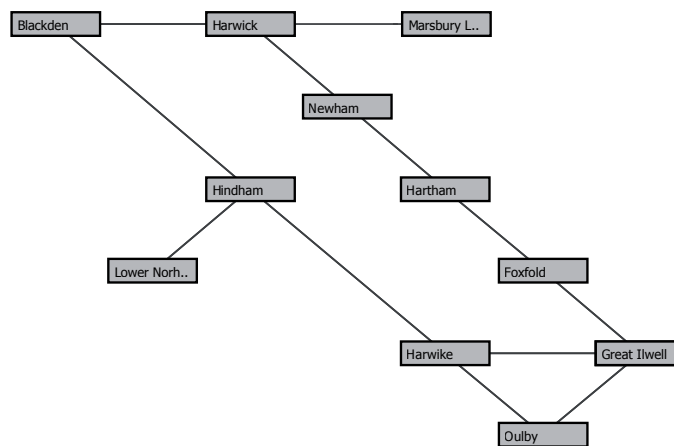 Blackden
Harwick
Marsbury L..
Newham
Hindham
Hartham
Lower Norh..
Foxfold
Harwike
Great Ilwell
Oulby